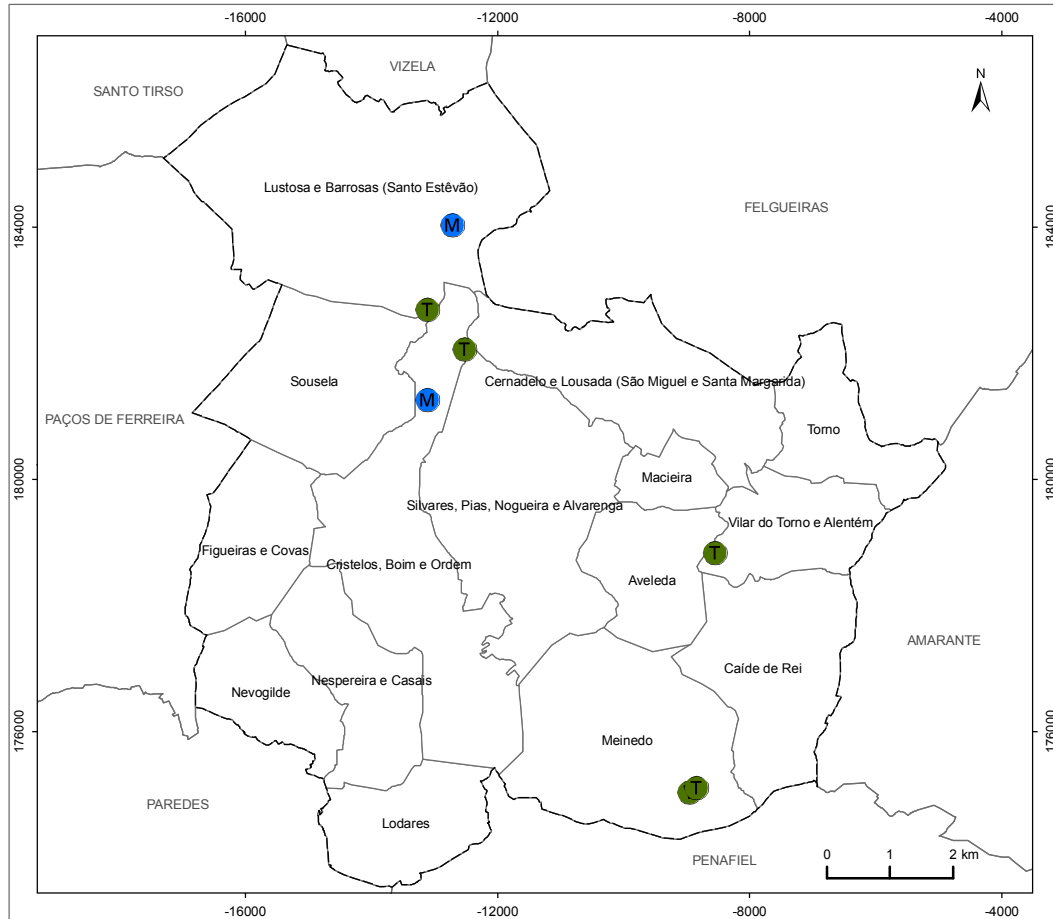 -16000
-12000
-8000
-4000
VIZELA
N
SANTO TIRSO
Lustosa e Barrosas (Santo Estêvão)
FELGUEIRAS
184000
M
184000
T
T
Sousela
Cernadelo e Lousada (São Miguel e Santa Margarida)
M
PAÇOS DE FERREIRA
Torno
180000
Macieira
180000
Silvares, Pias, Nogueira e Alvarenga
Vilar do Torno e Alentém
Figueiras e Covas
T
Cristelos, Boim e Ordem
Aveleda
AMARANTE
Caíde de Rei
Nespereira e Casais
Nevogilde
176000
Meinedo
176000
T
PAREDES
Lodares
0 1 2 km
PENAFIEL
-16000
-12000
-8000
-4000